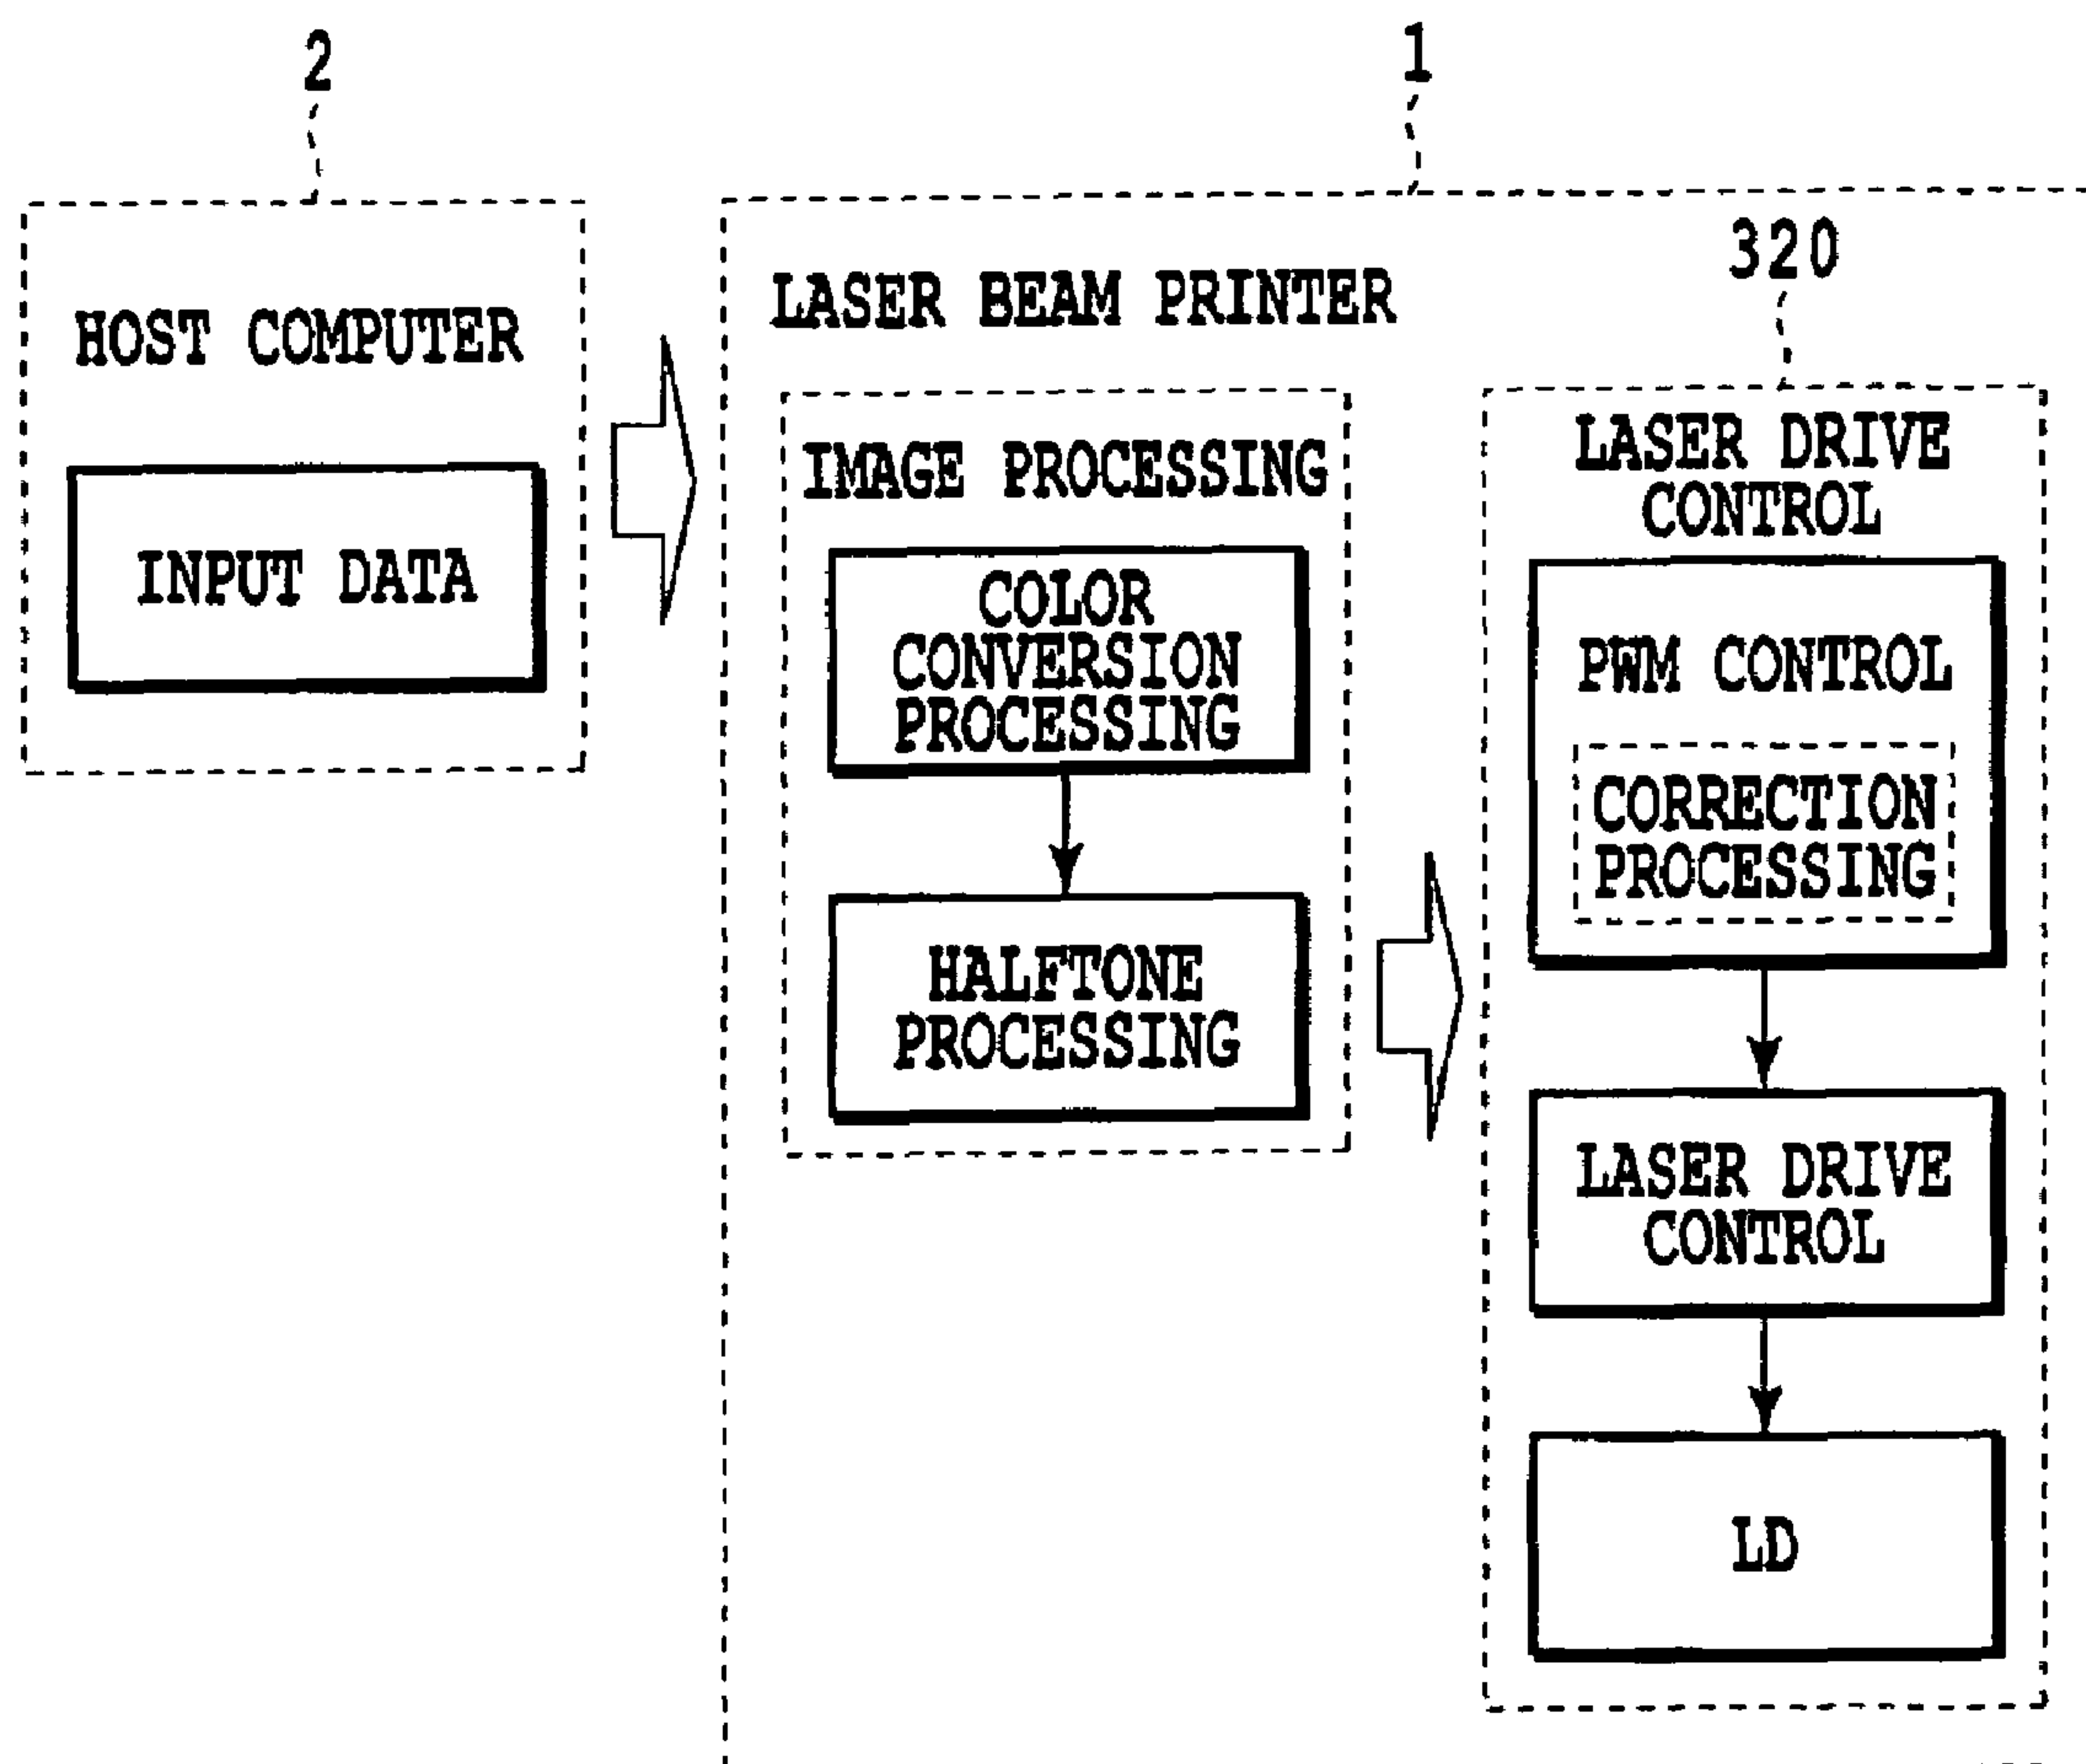 2
1
HOST COMPUTER
INPUT DATA
LASER BEAM PRINTER
IMAGE PROCESSING
COLOR
CONVERSION
PROCESSING
HALFTONE
PROCESSING
320
LASER DRIVE
CONTROL
PWM CONTROL
CORRECTION
PROCESSING
LASER DRIVE
CONTROL
LD